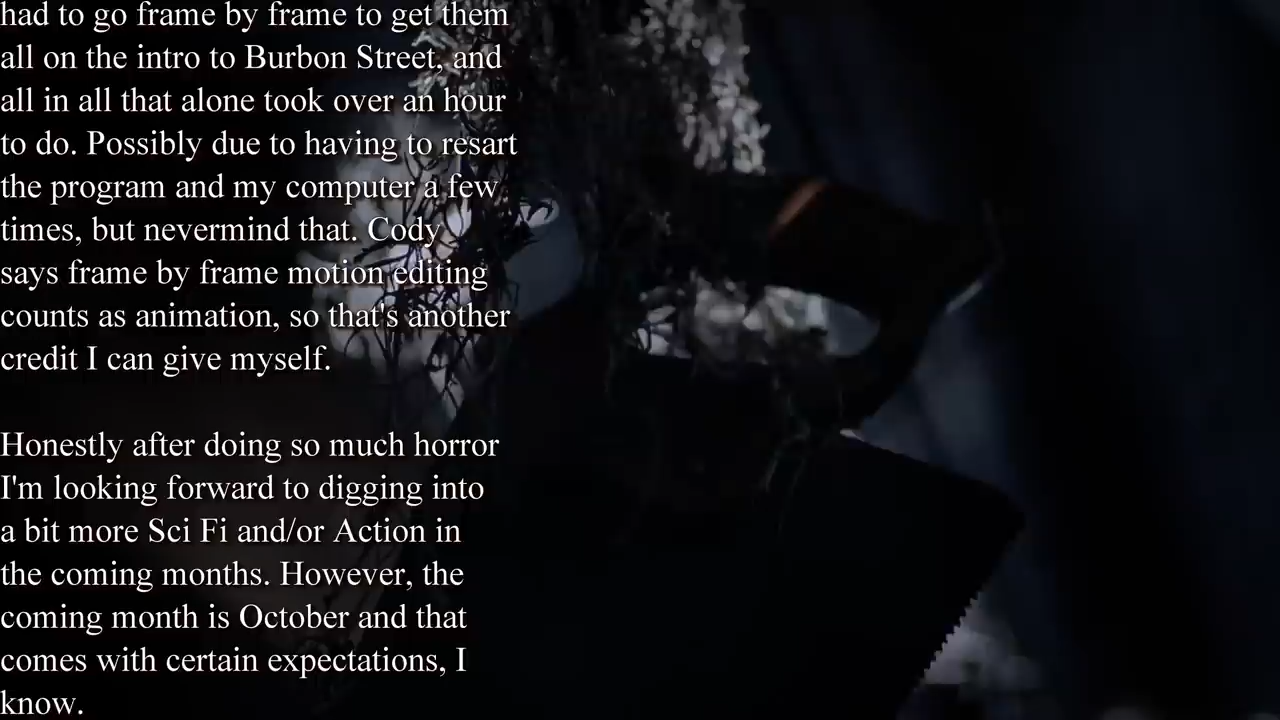 had to go frame by frame to get them
all on the intro to Burbon Street, and
all in all that alone took over an hour
to do. Possibly due to having to resart
the program and my computer a few
times, but nevermind that. Cody
says frame by frame motion editing
counts as animation, so that's another
credit I can give myself.
Honestly after doing so much horror
I'm looking forward to digging into
a bit more Sci Fi and/or Action in
the coming months. However, the
coming month is October and that
comes with certain expectations, I
know.